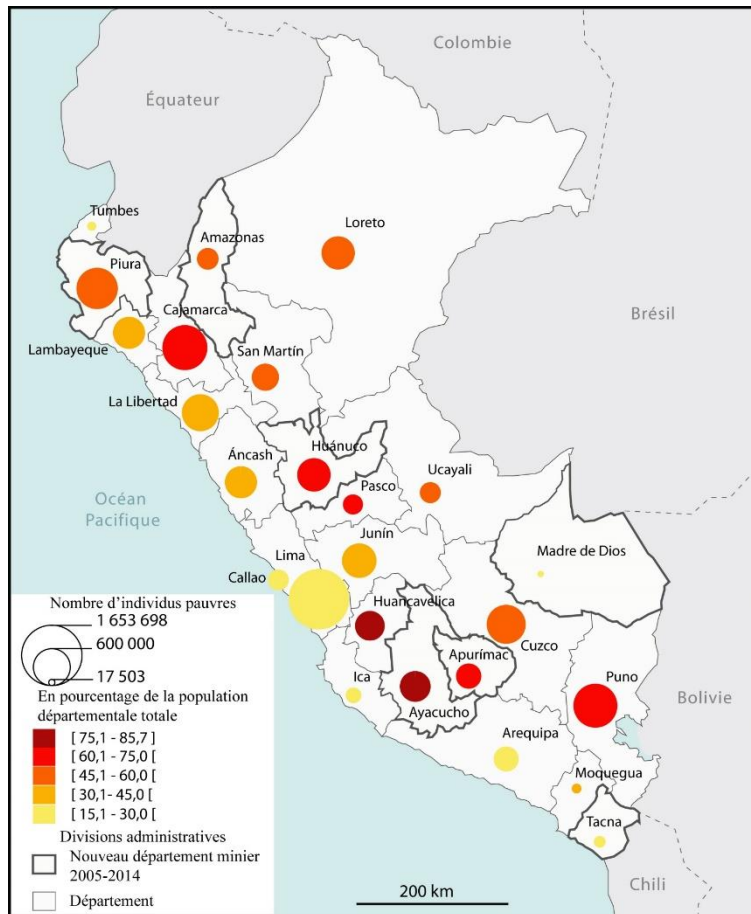 Colombie
Équateur
Tumbes
Amazonas
Loreto
Piura
Cajamarca
Brésil
Lambayeque
San Martín
La Libertad
Huánuco
Áncash
Ucayali
Pasco
Océan
Pacifique
Junín
Lima
Madre de Dios
Callao
Huancavelica
Cuzco
Apurímac
Ica
Puno
Ayacucho
Bolivie
Arequipa
Moquegua
Tacna
Chili
200 km
Nombre d'individus pauvres
1 653 698
600 000
17 503
En pourcentage de la population
départementale totale
[ 75,1 - 85,7 ]
[ 60,1 - 75,0 [
[ 45,1 - 60,0 [
[ 30,1- 45,0 [
[ 15,1 - 30,0 [
Divisions administratives
Nouveau département minier
2005-2014
Département